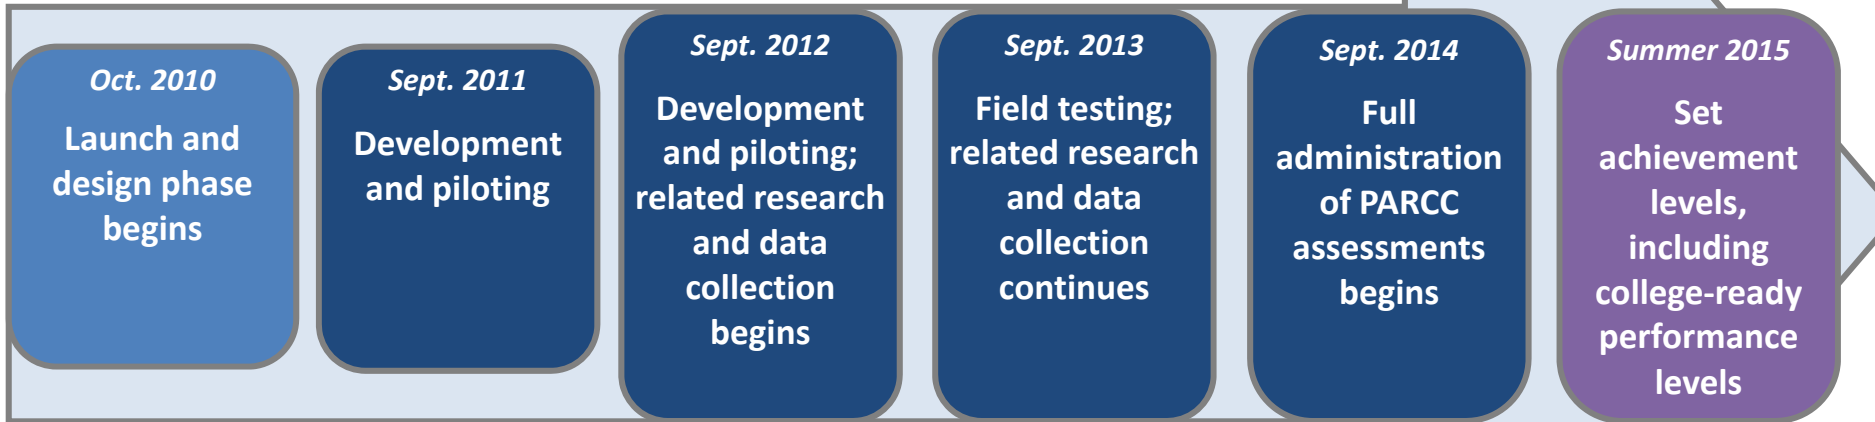 Oct. 2010
Launch and
design phase
begins
Sept. 2011
Development
and piloting
Sept. 2012
Development
and piloting;
related research
and data
collection
begins
Sept. 2013
Field testing;
related research
and data
collection
continues
Sept. 2014
Full
administration
of PARCC
assessments
begins
Summer 2015
Set
achievement
levels,
including
college-ready
performance
levels